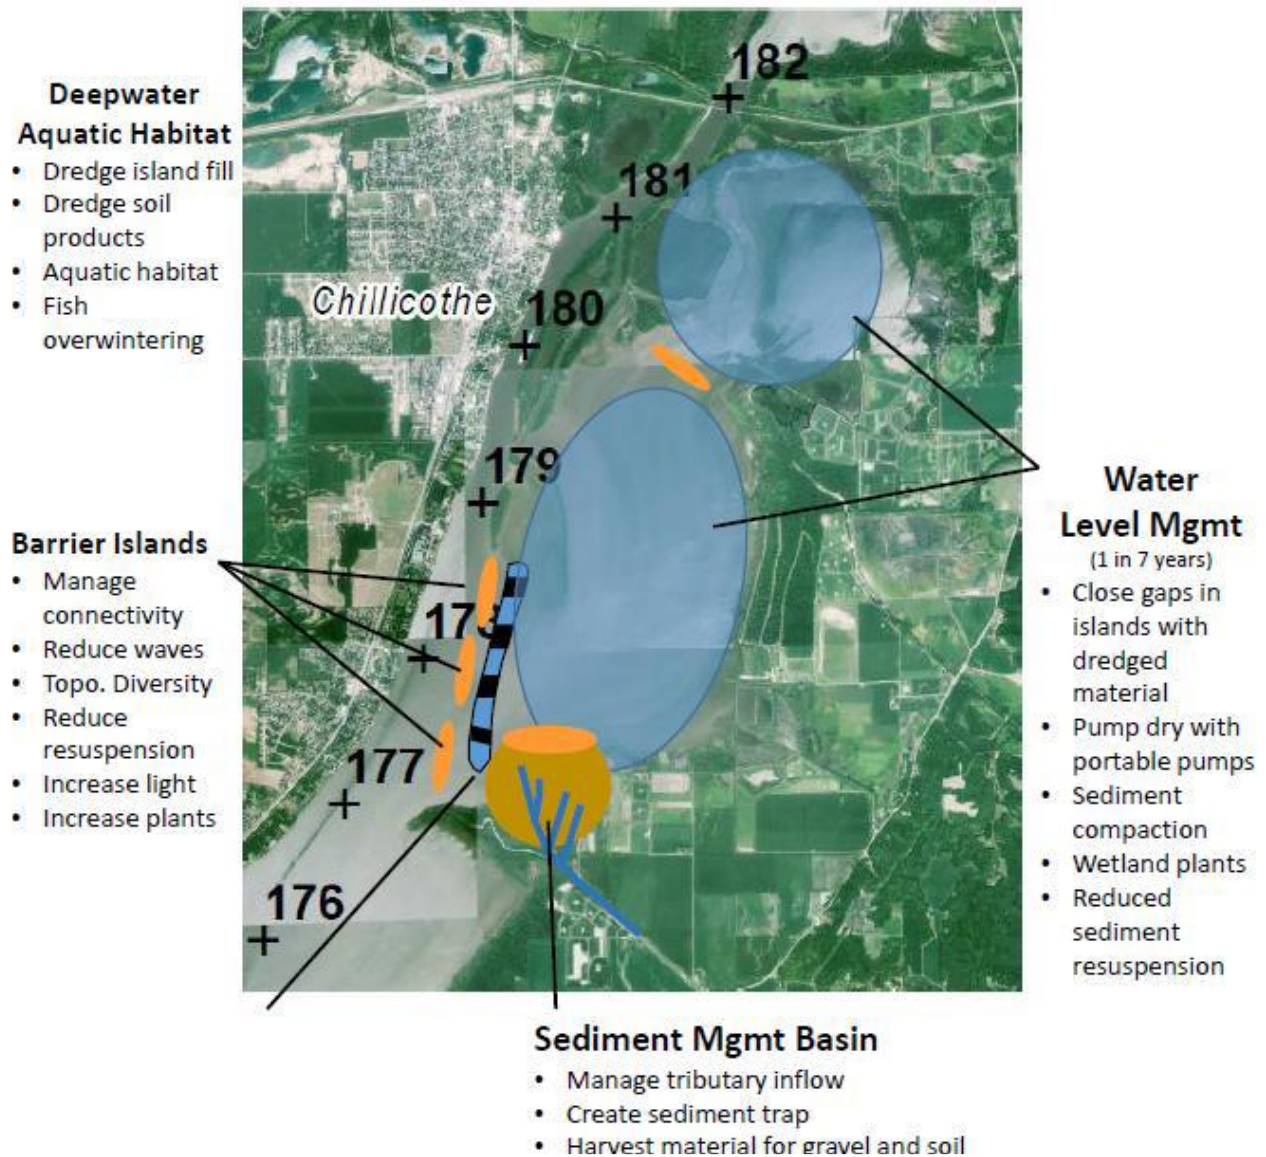 Deepwater
Aquatic Habitat
• Dredge island fill
• Dredge soil
products
• Aquatic habitat
• Fish
overwintering
182
181
Chillicothe
180
179
Barrier Islands
• Manage
connectivity
• Reduce waves
• Topo. Diversity
• Reduce
resuspension
• Increase light
• Increase plants
178
177
176
Water
Level Mgmt
(1 in 7 years)
• Close gaps in
islands with
dredged
material
• Pump dry with
portable pumps
• Sediment
compaction
• Wetland plants
• Reduced
sediment
resuspension
Sediment Mgmt Basin
• Manage tributary inflow
• Create sediment trap
• Harvest material for gravel and soil